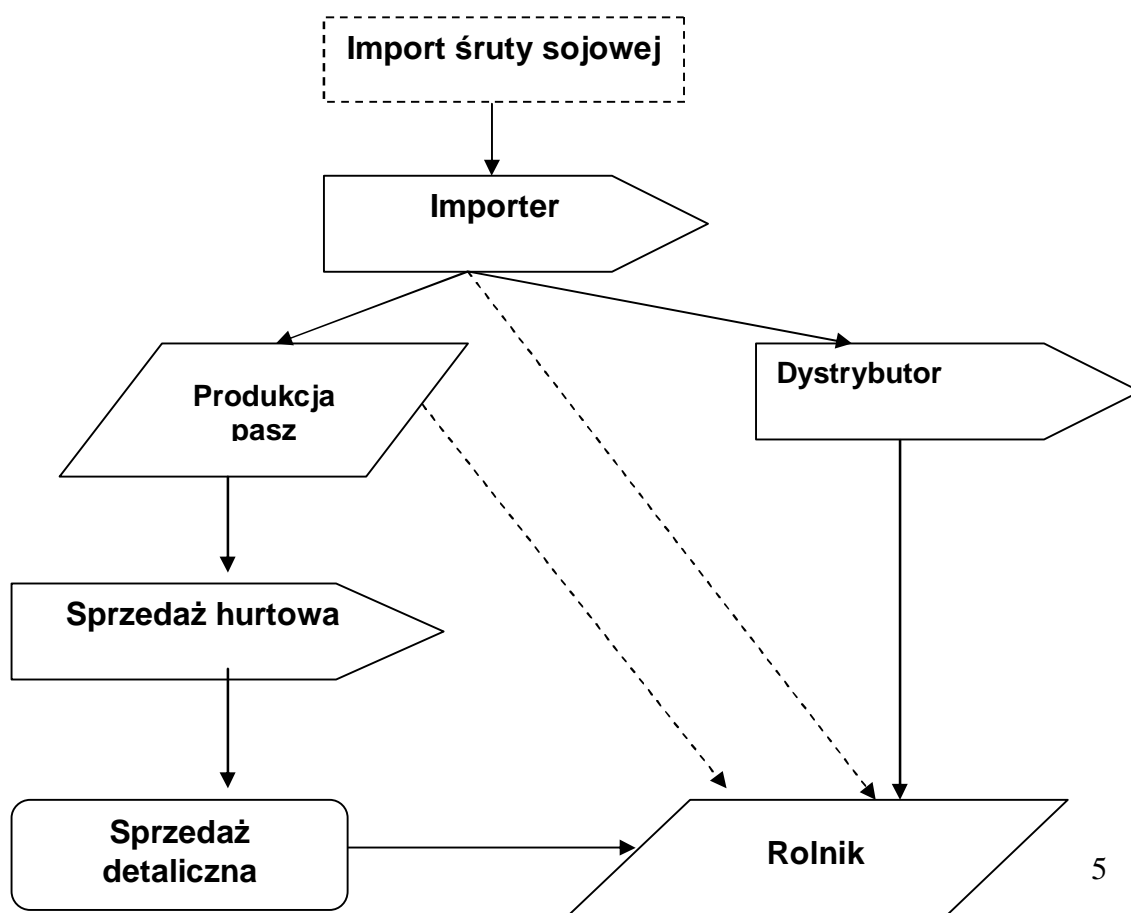 Import śruty sojowej
Importer
Produkcja
pasz
Dystrybutor
Sprzedaż hurtowa
Sprzedaż
detaliczna
Rolnik
5